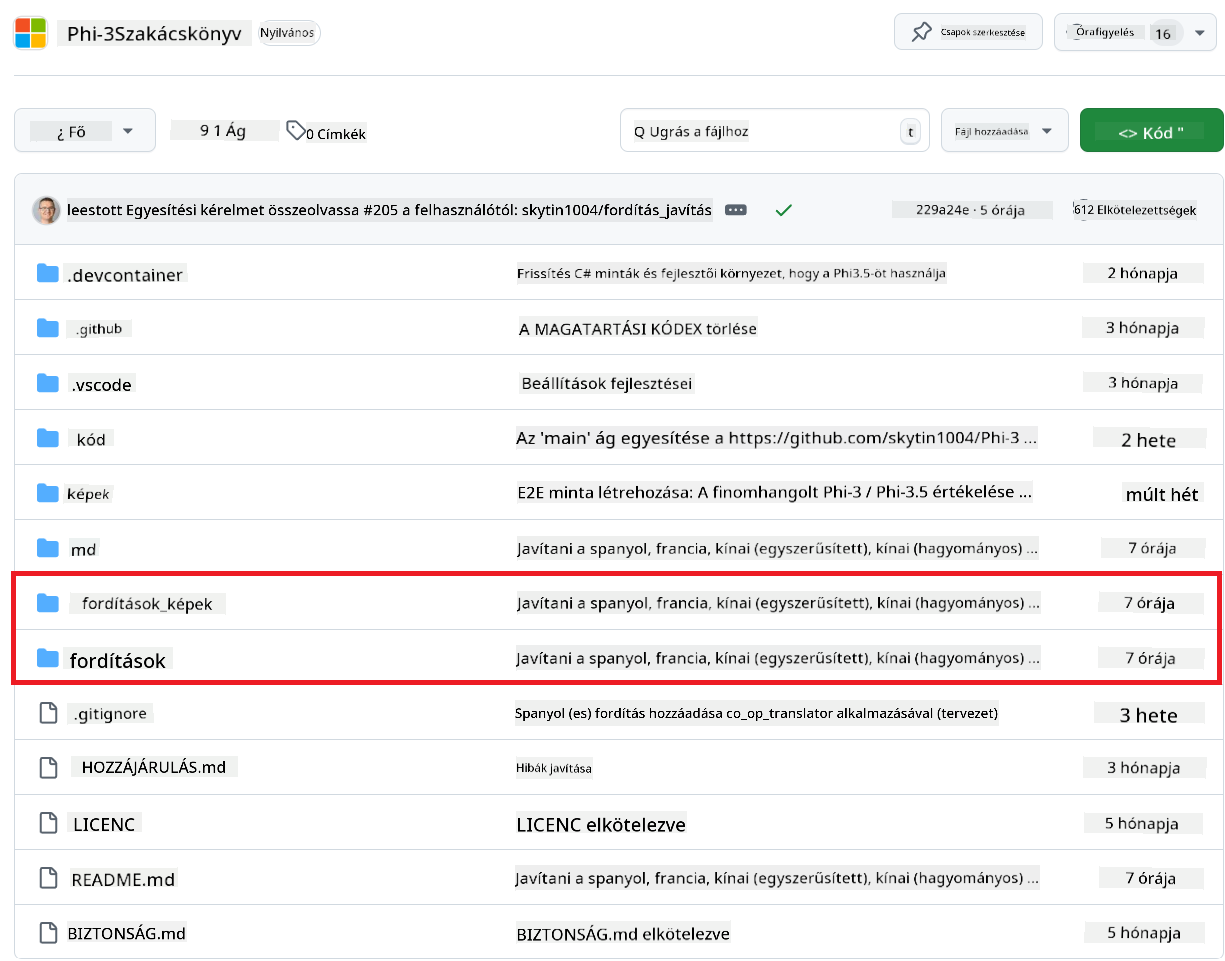 Phi-3Szakácskönyv Nyilvános Csapok szerkesztése Órafigyelés 16
¿ Fő 9 1 Ág 0 Címkék Q Ugrás a fájlhoz t Fájl hozzáadása <> Kód "
leestott Egyesítési kérelmet összeolvassa #205 a felhasználótól: skytin1004/fordítás_javítás 229a24e · 5 órája 612 Elkötelezettségek
.devcontainer Frissítés C# minták és fejlesztői környezet, hogy a Phi3.5-öt használja 2 hónapja
.github A MAGATARTÁSI KÓDEX törlése 3 hónapja
.vscode Beállítások fejlesztései 3 hónapja
kód Az 'main' ág egyesítése a https://github.com/skytin1004/Phi-3 ... 2 hete
képek E2E minta létrehozása: A finomhangolt Phi-3 / Phi-3.5 értékelése ... múlt hét
md Javítani a spanyol, francia, kínai (egyszerűsített), kínai (hagyományos) ... 7 órája
fordítások_képek Javítani a spanyol, francia, kínai (egyszerűsített), kínai (hagyományos) ... 7 órája
fordítások Javítani a spanyol, francia, kínai (egyszerűsített), kínai (hagyományos) ... 7 órája
.gitignore Spanyol (es) fordítás hozzáadása co_op_translator alkalmazásával (tervezet) 3 hete
HOZZÁJÁRULÁS.md Hibák javítása 3 hónapja
LICENC LICENC elkötelezve 5 hónapja
README.md Javítani a spanyol, francia, kínai (egyszerűsített), kínai (hagyományos) ... 7 órája
BIZTONSÁG.md BIZTONSÁG.md elkötelezve 5 hónapja